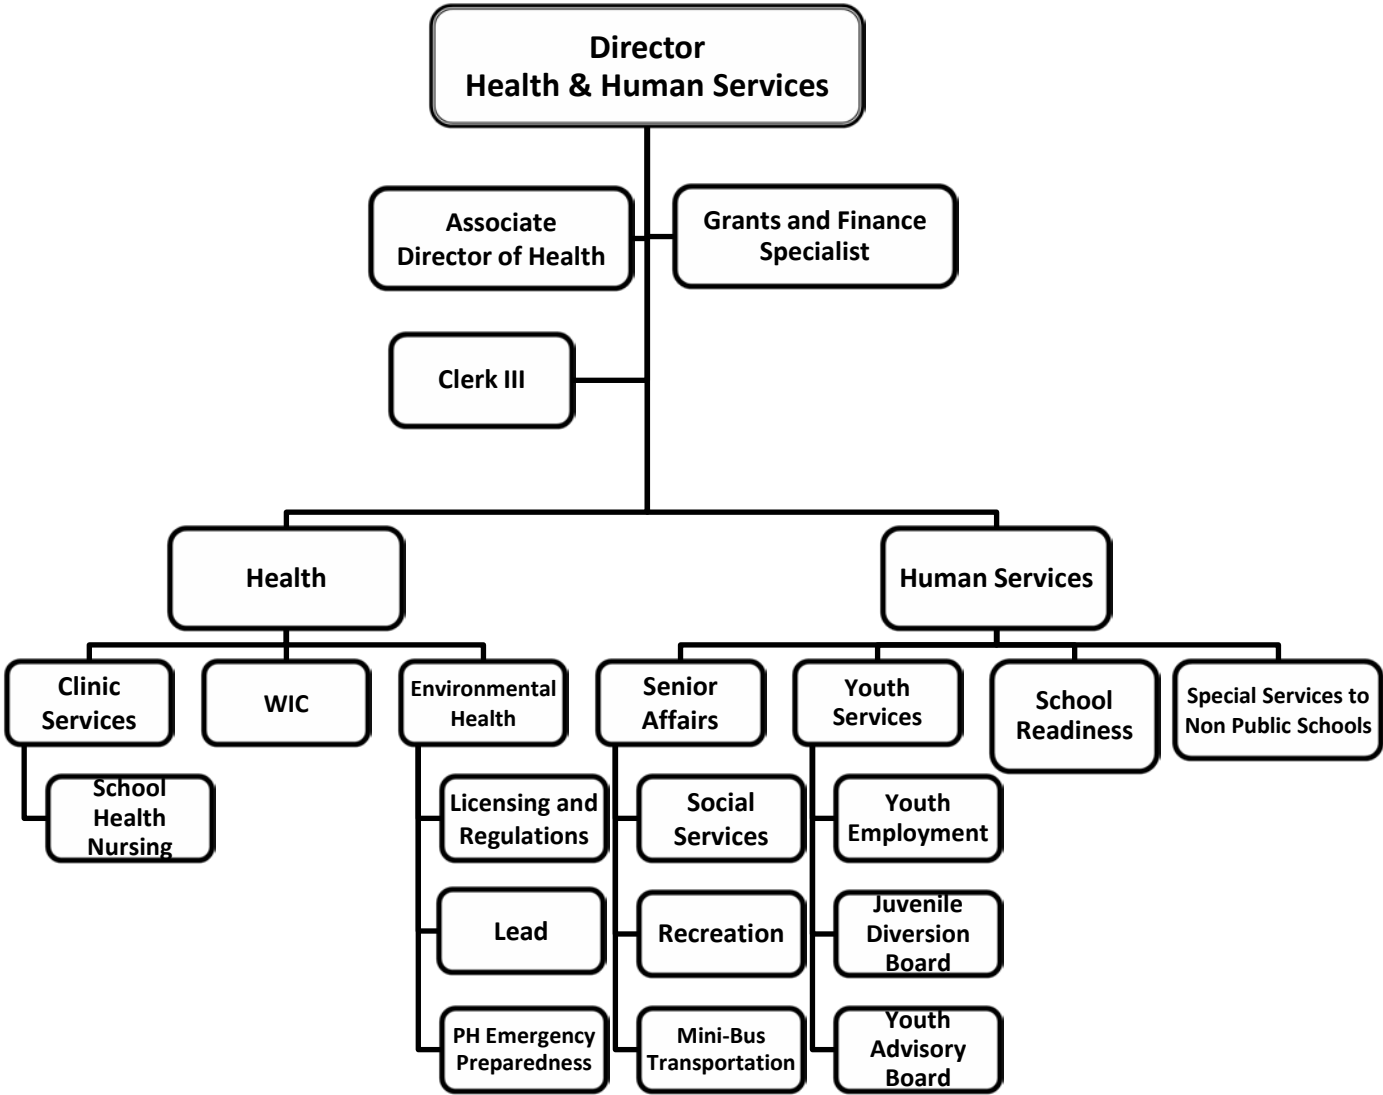 Director
Health & Human Services
Associate
Director of Health
Grants and Finance
Specialist
Clerk III
Health
Human Services
Clinic
Services
WIC
Environmental
Health
Senior
Affairs
Youth
Services
School
Readiness
Special Services to
Non Public Schools
School
Health
Nursing
Licensing and
Regulations
Social
Services
Youth
Employment
Lead
Recreation
Juvenile
Diversion
Board
PH Emergency
Preparedness
Mini-Bus
Transportation
Youth
Advisory
Board